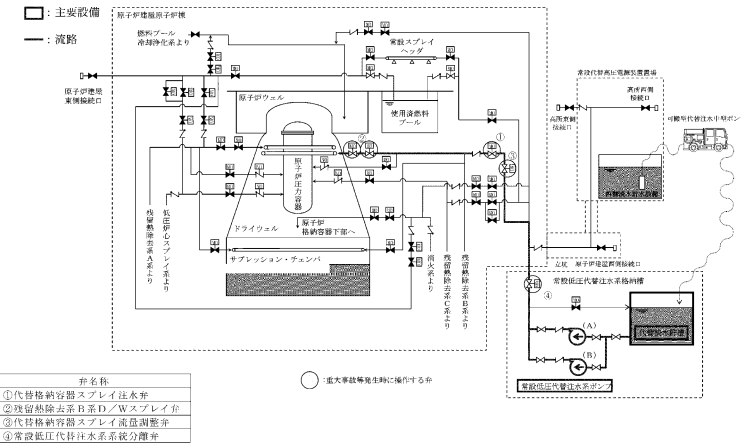 :主要設備
:流路
原子炉建屋原子炉棟
燃料プール
冷却浄化系より
常設スプレイ
ヘッダ
原子炉建屋
東側接続口
原子炉ウェル
使用済燃料
プール
常設代替高圧電源装置置場
高所西側
接続口
高所東側
接続口
可搬型代替注水中型ポンプ
西側淡水貯水設備
①
②
③
原子炉圧力容器
ドライウェル
原子炉
格納容器下部へ
サプレッション・チェンバ
残留熱除去系A系より
低圧炉心スプレイ系より
消火系より
残留熱除去系C系より
残留熱除去系B系より
立坑
原子炉建屋西側接続口
④
常設低圧代替注水系格納槽
(A)
(B)
代替淡水貯槽
常設低圧代替注水系ポンプ
:重大事故等発生時に操作する弁
弁名称
①代替格納容器スプレイ注水弁
②残留熱除去系B系D/Wスプレイ弁
③代替格納容器スプレイ流量調整弁
④常設低圧代替注水系系統分離弁